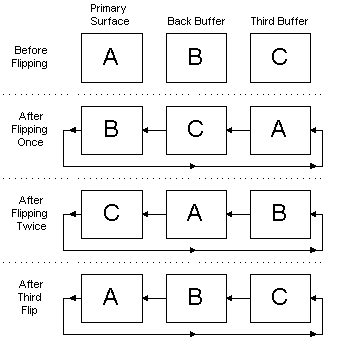 Primary
Surface
Back Buffer
Third Buffer
Before
Flipping
A
B
C
After
Flipping
Once
B
C
A
After
Flipping
Twice
C
A
B
After
Third
Flip
A
B
C